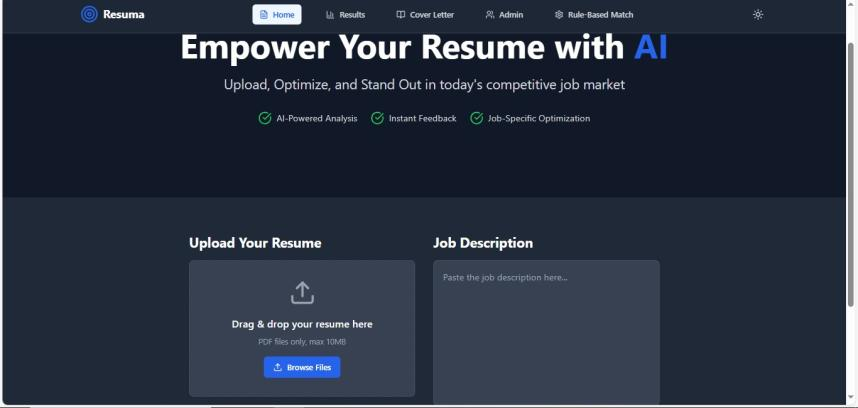 Resuma Home Results Cover Letter Admin Rule-Based Match
Empower Your Resume with AI
Upload, Optimize, and Stand Out in today's competitive job market
AI-Powered Analysis Instant Feedback Job-Specific Optimization
Upload Your Resume
Drag & drop your resume here
PDF files only, max 10MB
Browse Files
Job Description
Paste the job description here...